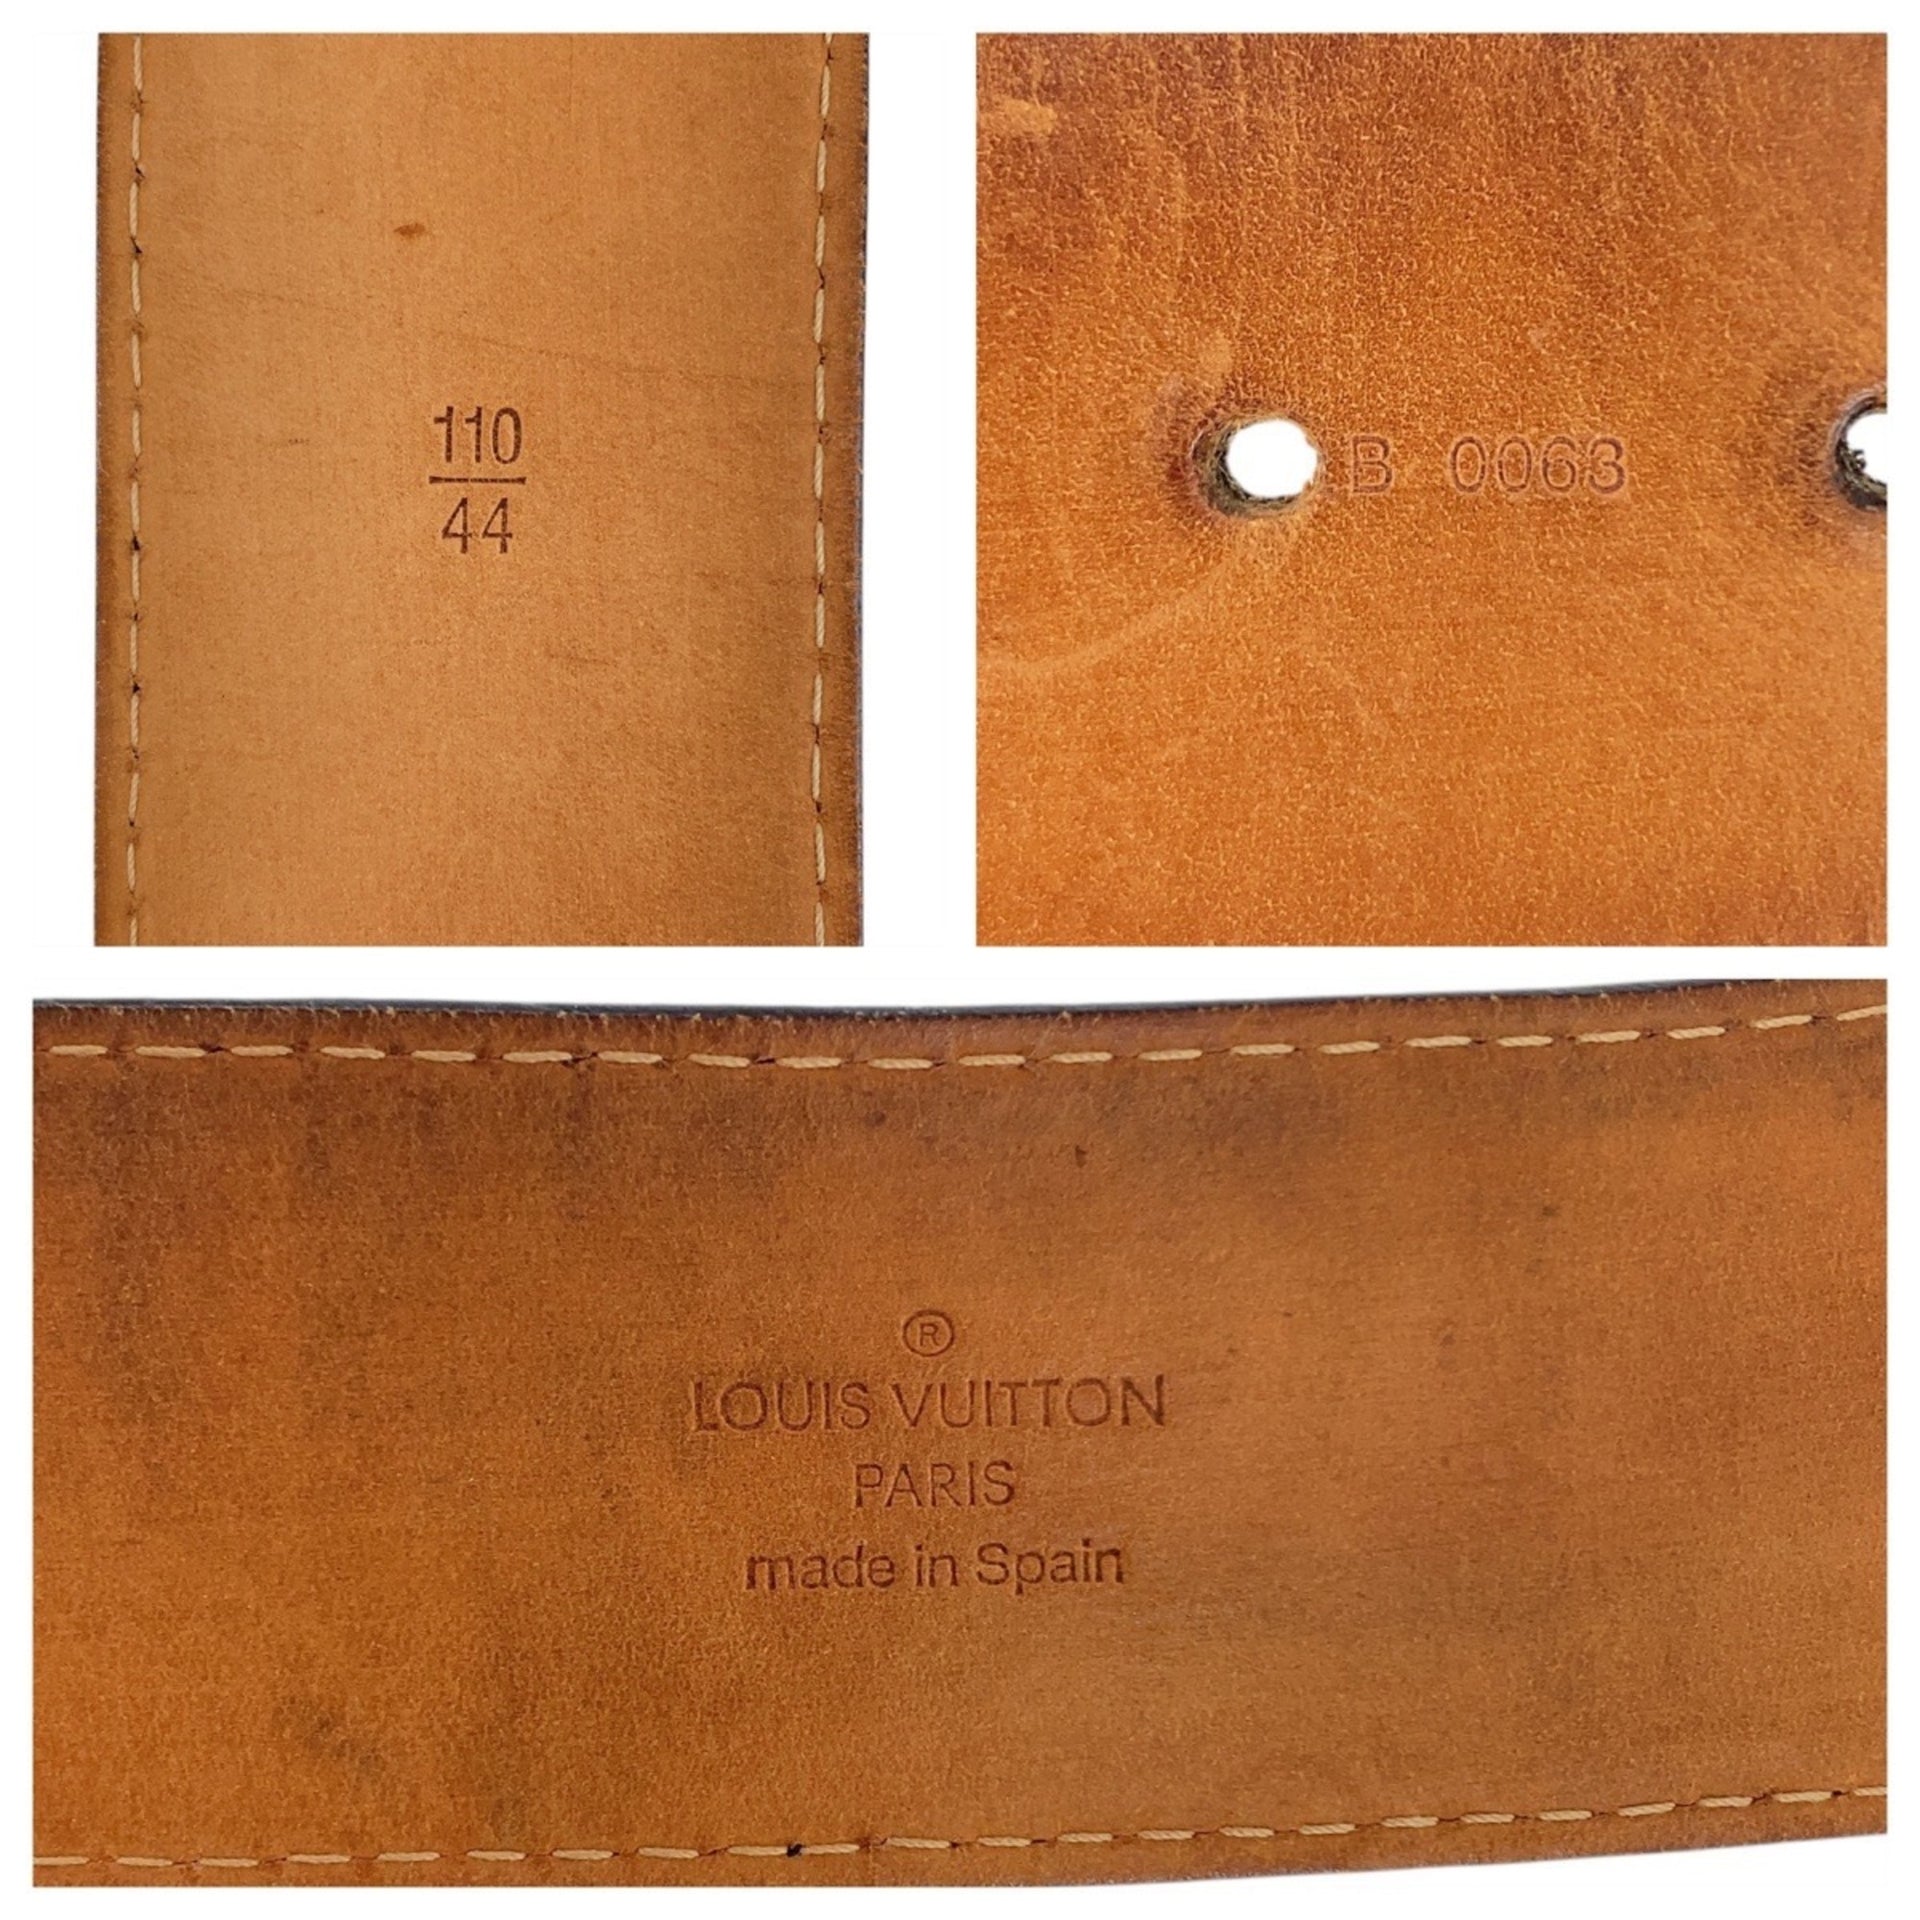 110
44
B 0063
®
LOUIS VUITTON
PARIS
made in Spain